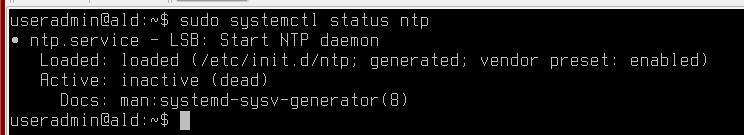 useradmin@ald:~$ sudo systemctl status ntp
● ntp.service - LSB: Start NTP daemon
Loaded: loaded (/etc/init.d/ntp; generated; vendor preset: enabled)
Active: inactive (dead)
Docs: man:systemd-sysv-generator(8)
useradmin@ald:~$